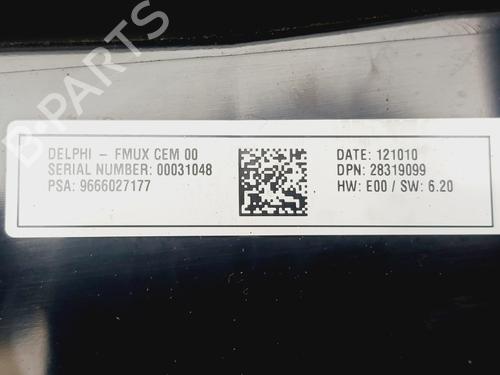 B-PARTS
DELPHI - FMUX CEM 00
SERIAL NUMBER: 00031048
PSA: 9666027177
DATE: 121010
DPN: 28319099
HW: E00 / SW: 6.20